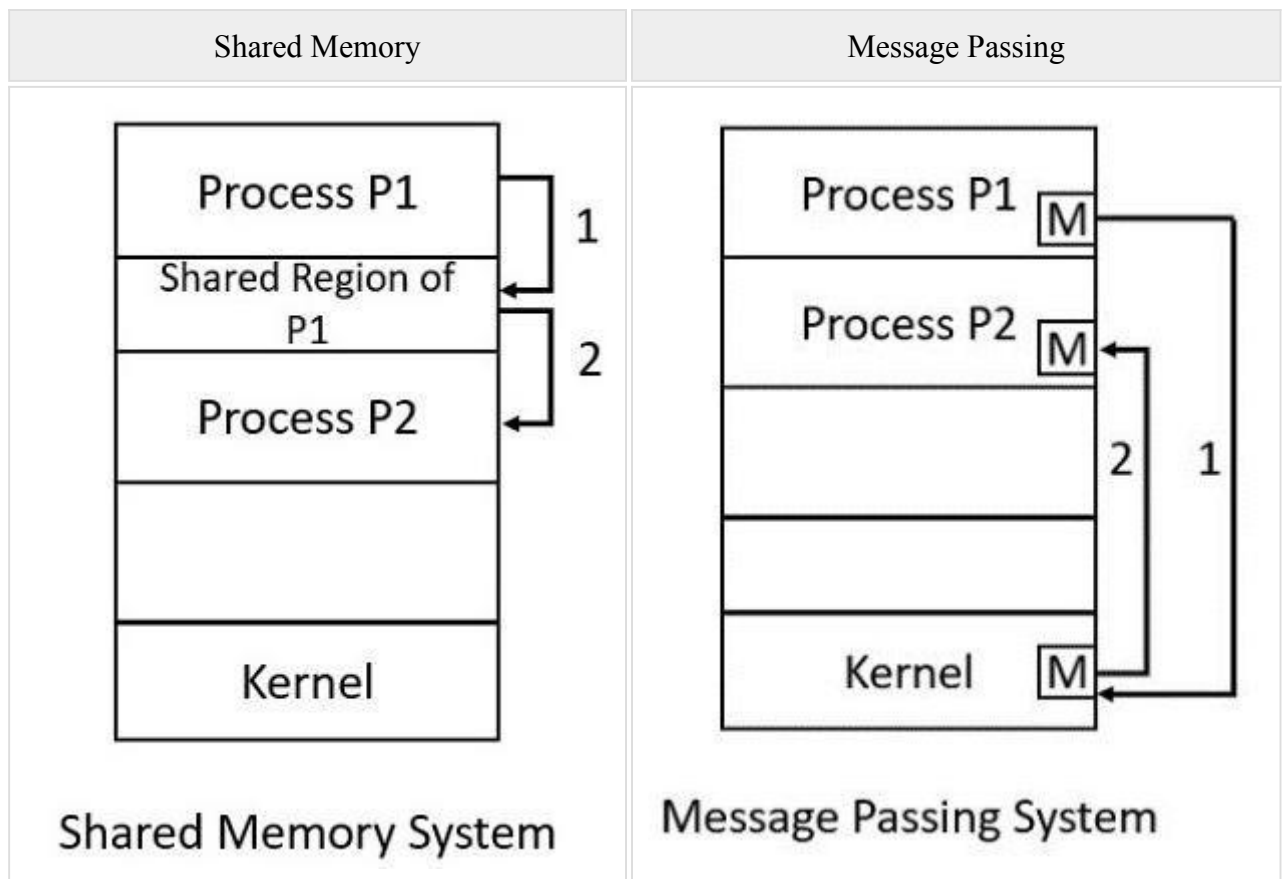 Shared Memory
Message Passing
Process P1
1
Shared Region of
P1
2
Process P2
Kernel
Shared Memory System
Process P1
M
Process P2
M
2
1
Kernel
M
Message Passing System